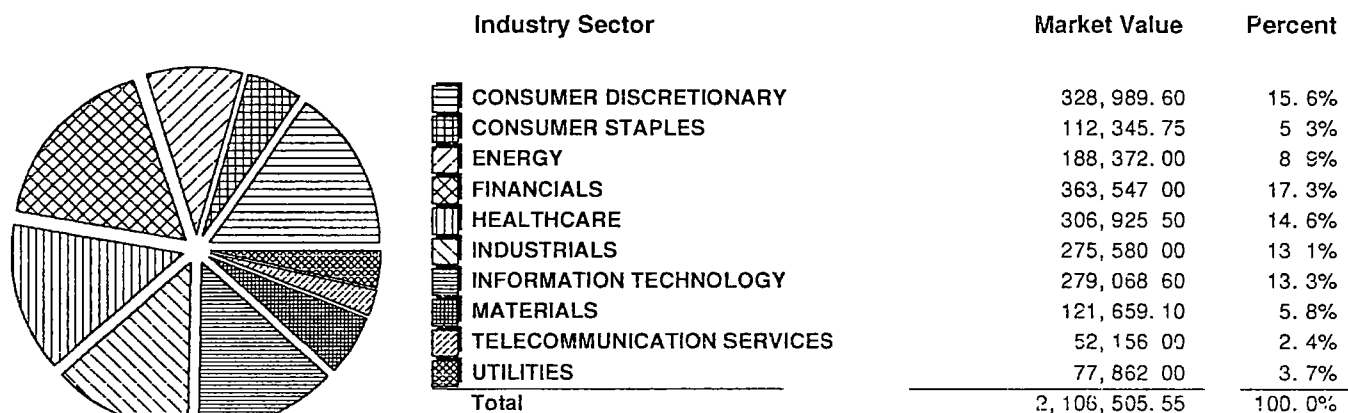 Industry Sector Market Value Percent
CONSUMER DISCRETIONARY 328, 989. 60 15. 6%
CONSUMER STAPLES 112, 345. 75 5 3%
ENERGY 188, 372. 00 8 9%
FINANCIALS 363, 547 00 17. 3%
HEALTHCARE 306, 925 50 14. 6%
INDUSTRIALS 275, 580 00 13 1%
INFORMATION TECHNOLOGY 279, 068 60 13. 3%
MATERIALS 121, 659. 10 5. 8%
TELECOMMUNICATION SERVICES 52, 156 00 2. 4%
UTILITIES 77, 862 00 3. 7%
Total 2, 106, 505. 55 100. 0%